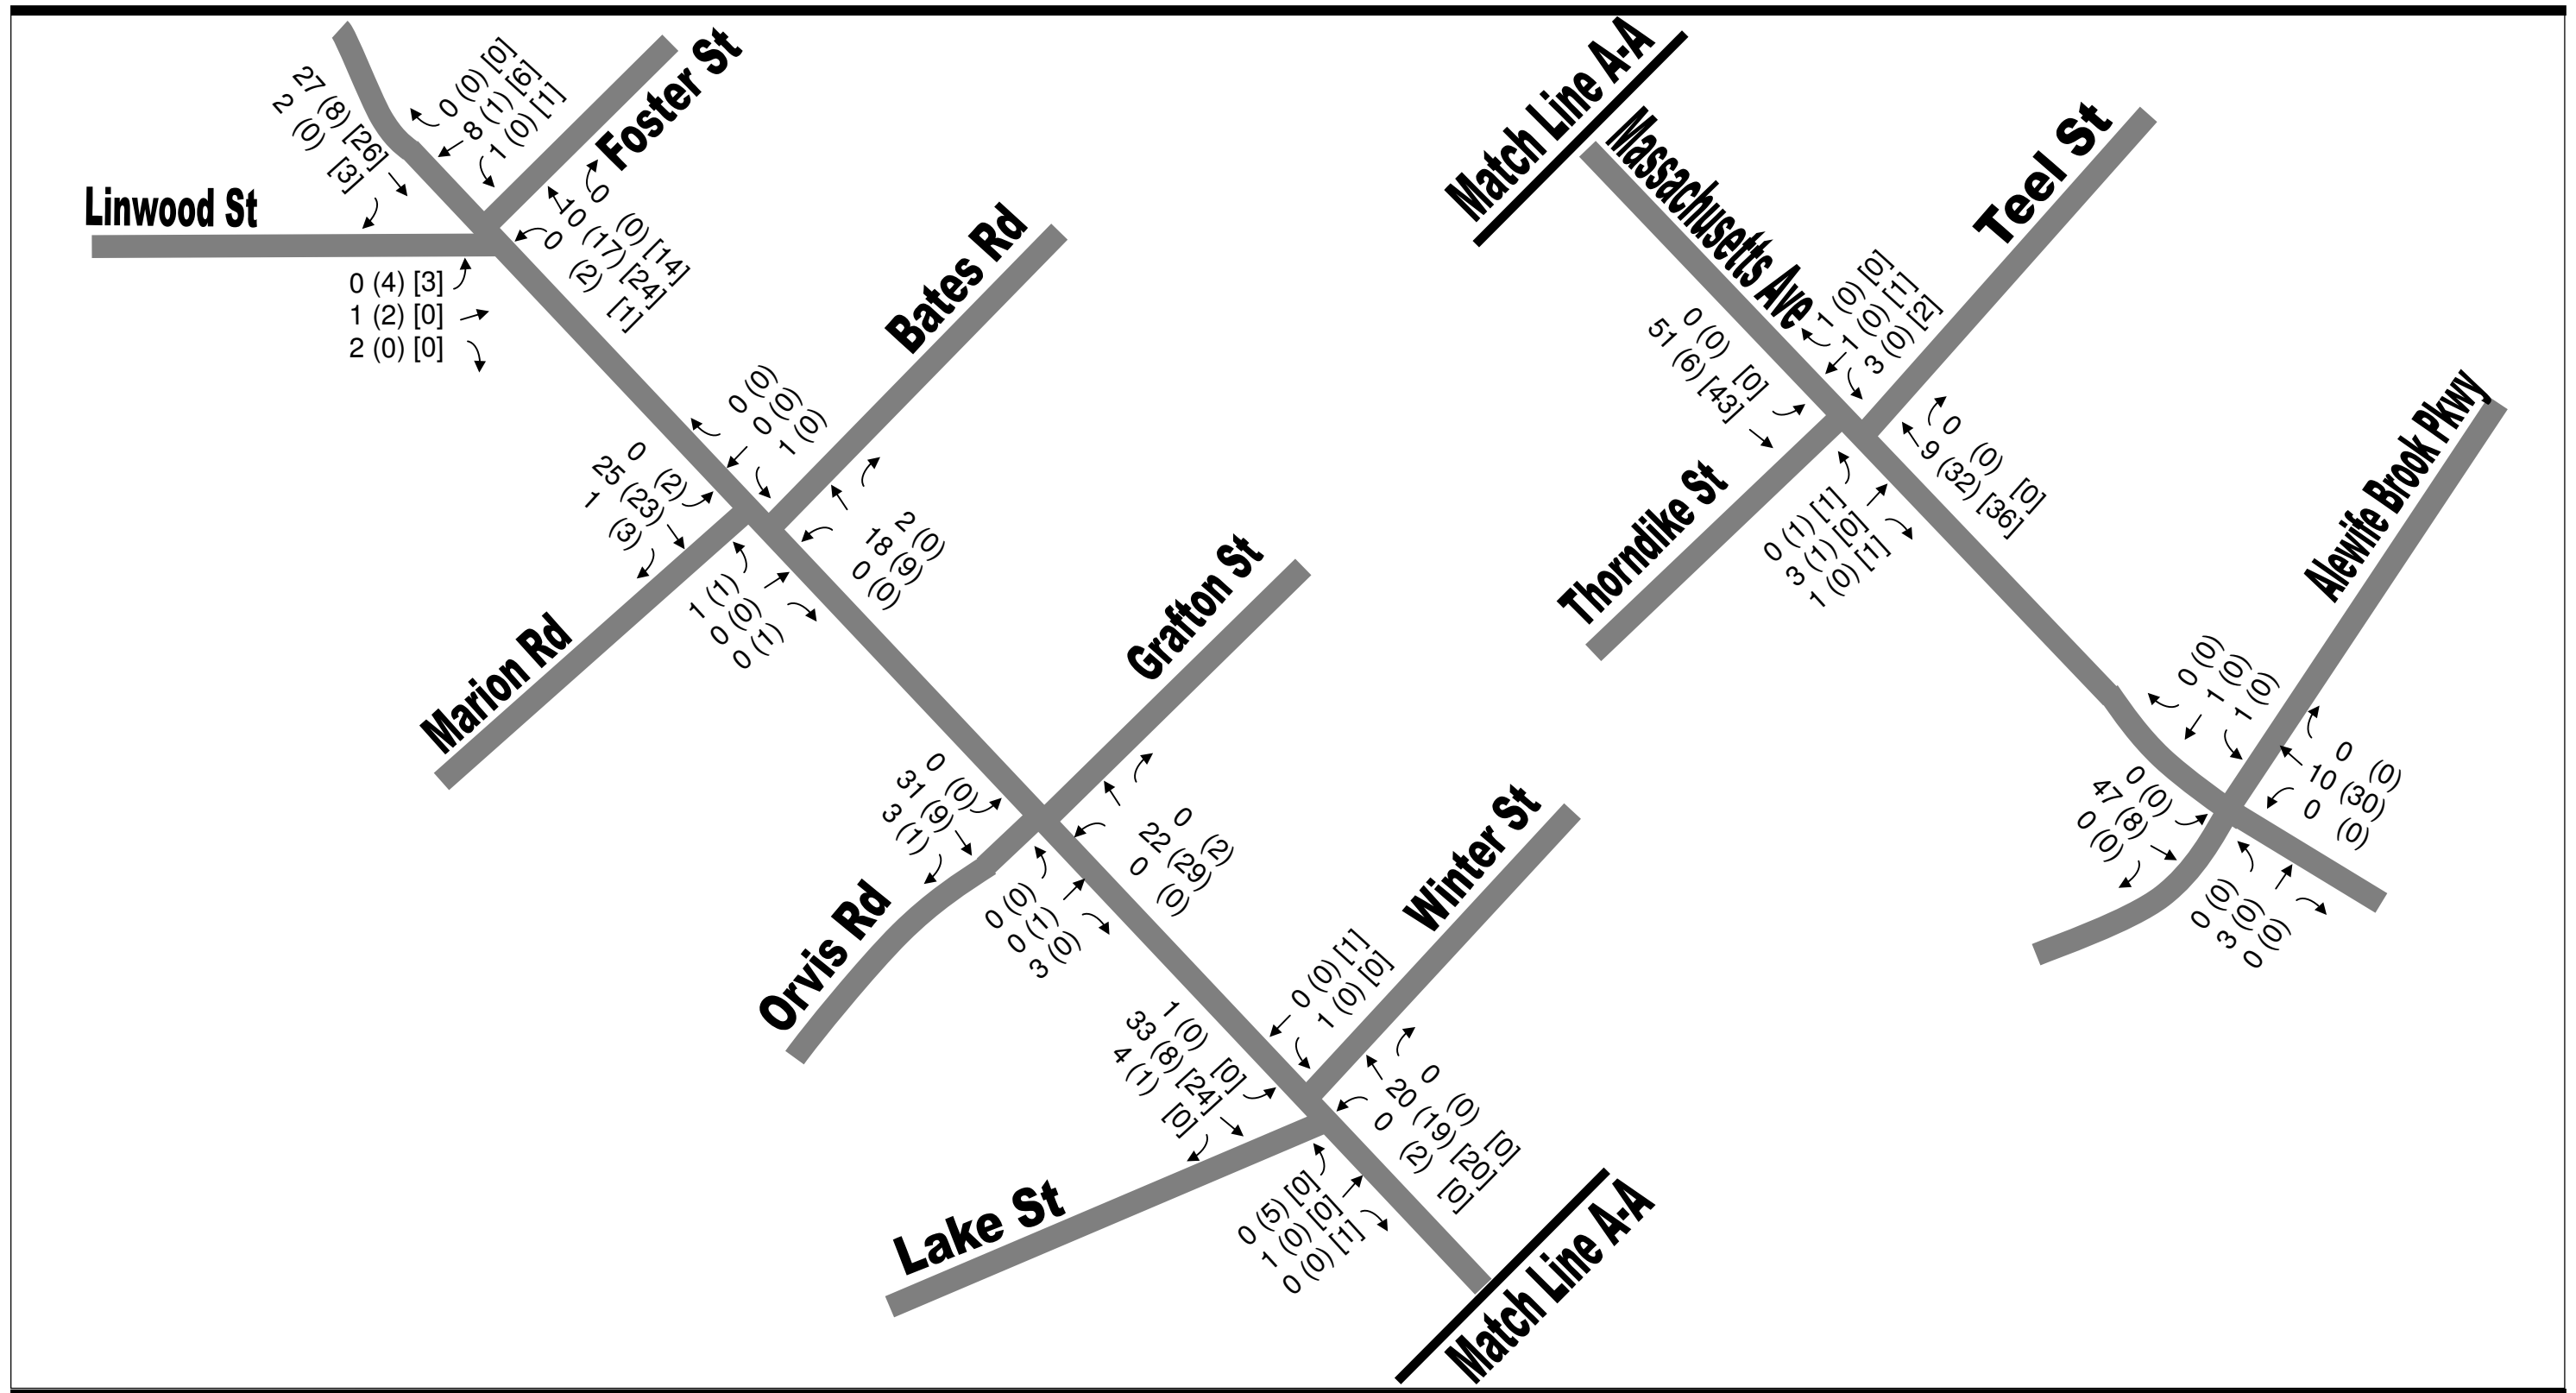 Foster St
Linwood St
27 (8) [26]
2 (0) [3]
0 (0) [0]
8 (1) [6]
1 (0) [1]
0 (0) [14]
10 (17) [24]
0 (2) [1]
0 (4) [3]
1 (2) [0]
2 (0) [0]
Bates Rd
Marion Rd
0 (0)
0 (0)
1 (0)
0 (2)
25 (23)
1 (3)
2 (0)
18 (9)
0 (0)
1 (1)
0 (0)
0 (1)
Grafton St
Orvis Rd
0 (0)
31 (9)
3 (1)
0 (2)
22 (29)
0 (0)
0 (0)
0 (1)
3 (0)
Winter St
Lake St
0 (0) [1]
1 (0) [0]
1 (0) [0]
33 (8) [24]
4 (1) [0]
0 (0) [0]
20 (19) [20]
0 (2) [0]
0 (5) [0]
1 (0) [0]
0 (0) [1]
Match Line A-A
Match Line A-A
Massachusetts Ave
Teel St
Thorndike St
1 (0) [0]
1 (0) [1]
3 (0) [2]
0 (0) [0]
51 (6) [43]
0 (0) [0]
9 (32) [36]
0 (1) [1]
3 (1) [0]
1 (0) [1]
Alewife Brook Pkwy
0 (0)
1 (0)
1 (0)
0 (0)
47 (8)
0 (0)
0 (0)
10 (30)
0 (0)
0 (0)
3 (0)
0 (0)